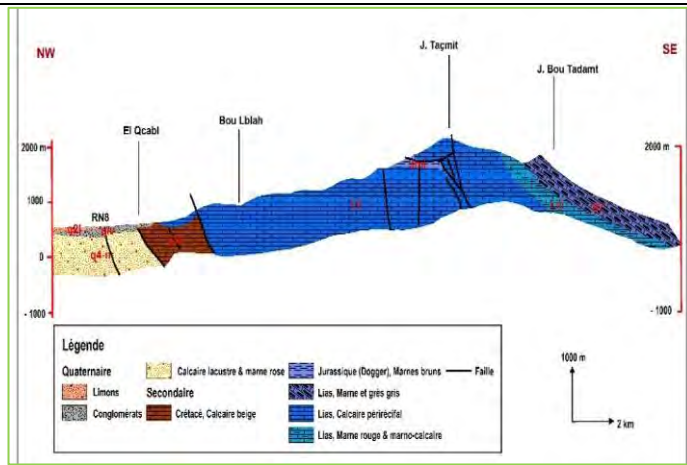 J. Taçmit
NW
SE
J. Bou Tadamt
El Qcabl
Bou Lblah
2000 m
2000 m
RN8
1000
1000
q4-m
0
0
- 1000
- 1000
Légende
Quaternaire
Calcaire lacustre & marne rose
Jurassique (Dogger), Marnes bruns
Faille
Limons
Secondaire
Lias, Marne et grès gris
Conglomérats
Crétacé, Calcaire beige
Lias, Calcaire périrécifal
Lias, Marne rouge & marno-calcaire
1000 m
2 km